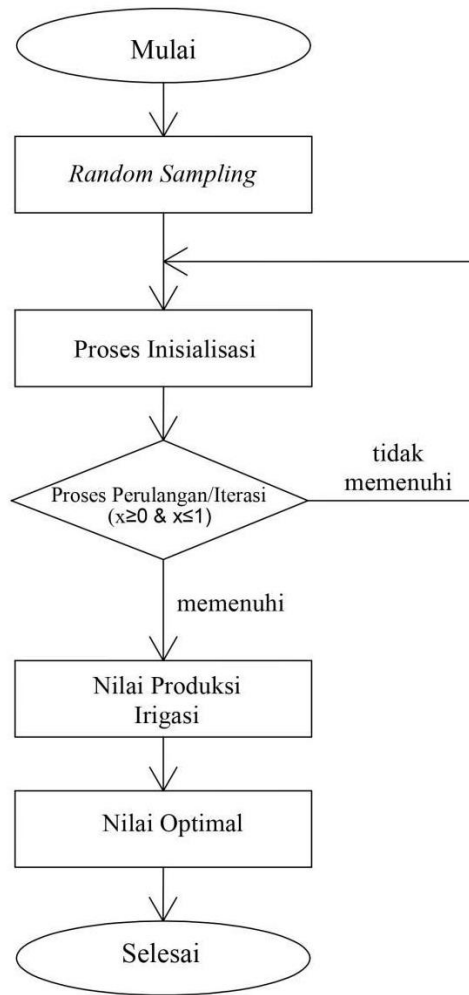 Mulai
Random Sampling
Proses Inisialisasi
Proses Perulangan/Iterasi
(x≥0 & x≤1)
tidak
memenuhi
memenuhi
Nilai Produksi
Irigasi
Nilai Optimal
Selesai